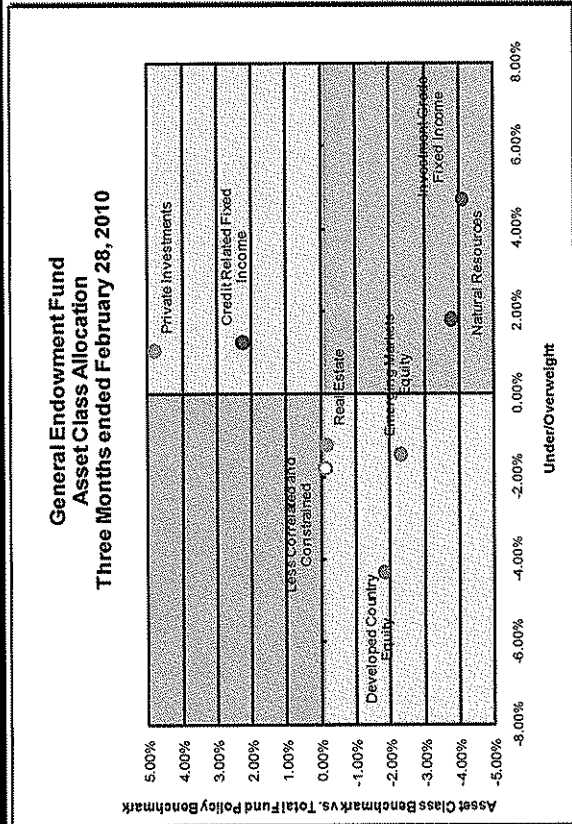 General Endowment Fund
Asset Class Allocation
Three Months ended February 28, 2010
Asset Class Benchmark vs. Total Fund Policy Benchmark
5.00%
4.00%
3.00%
2.00%
1.00%
0.00%
-1.00%
-2.00%
-3.00%
-4.00%
-5.00%
Private Investments
Credit Related Fixed
Income
Less Correlated and
Constrained
Real Estate
Developed Country
Equity
Emerging Markets
Equity
Investment Grade
Fixed Income
Natural Resources
-8.00%
-6.00%
-4.00%
-2.00%
0.00%
2.00%
4.00%
6.00%
8.00%
Under/Overweight